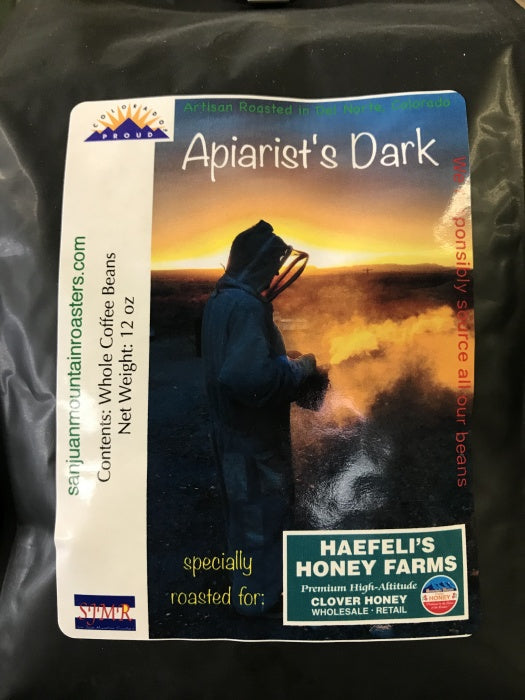 COLORADO
PROUD
Artisan Roasted in Del Norte, Colorado
Apiarist's Dark
We responsibly source all our beans
sanjuanmountainroasters.com
Contents: Whole Coffee Beans
Net Weight: 12 oz
specially
roasted for:
HAEFELI'S
HONEY FARMS
Premium High-Altitude
CLOVER HONEY
WHOLESALE · RETAIL
HONEY
SJMR